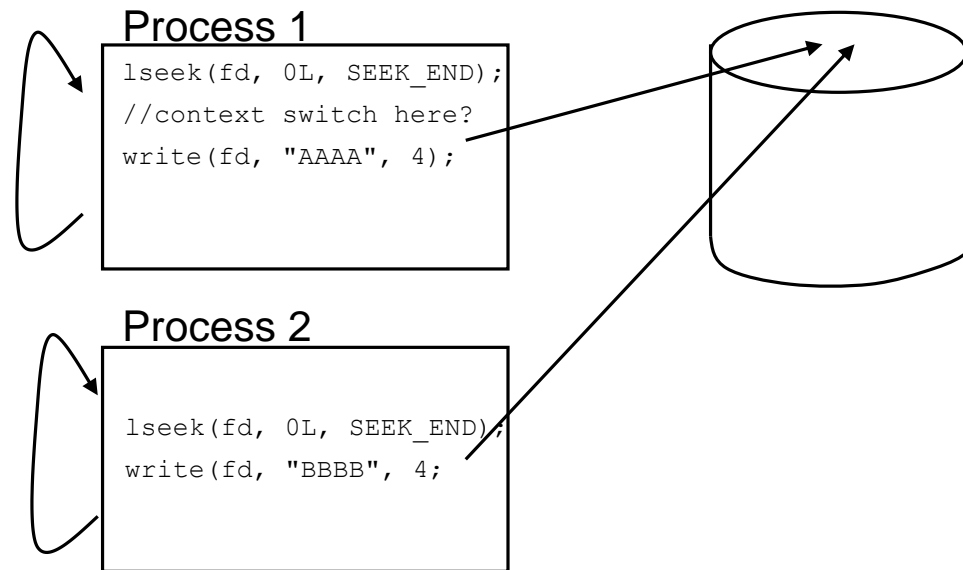 Process 1
lseek(fd, 0L, SEEK_END);
//context switch here?
write(fd, "AAAA", 4);
Process 2
lseek(fd, 0L, SEEK_END);
write(fd, "BBBB", 4;